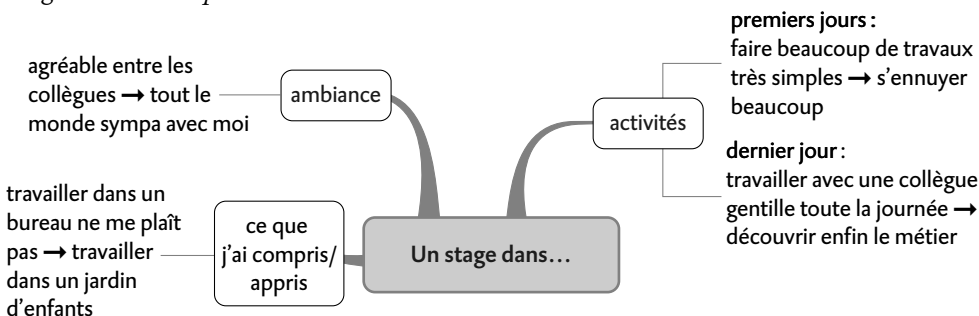 agréable entre les
collègues → tout le
monde sympa avec moi
ambiance
premiers jours :
faire beaucoup de travaux
très simples → s'ennuyer
beaucoup
activités
dernier jour :
travailler avec une collègue
gentille toute la journée →
découvrir enfin le métier
travailler dans un
bureau ne me plaît
pas → travailler
dans un jardin
d'enfants
ce que
j'ai compris/
appris
Un stage dans…